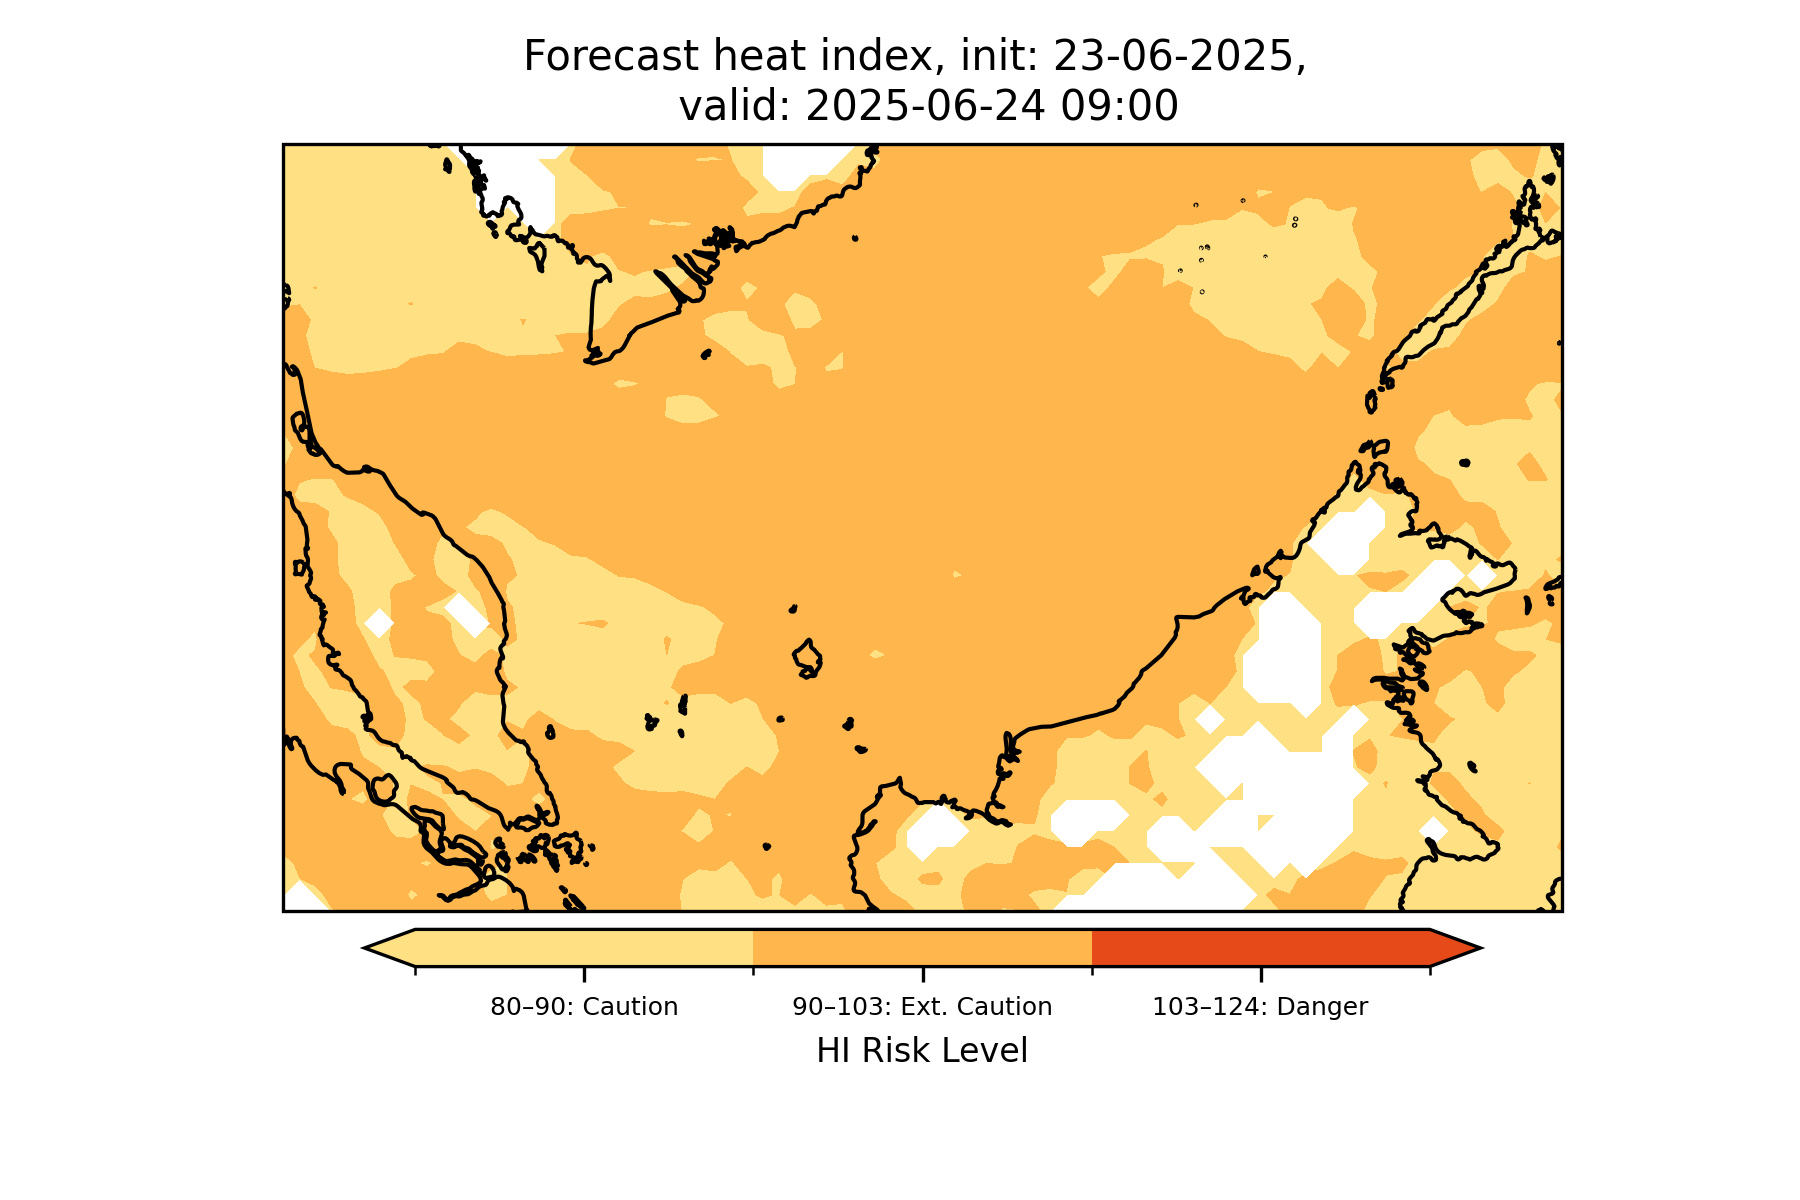 Forecast heat index, init: 23-06-2025,
valid: 2025-06-24 09:00
80–90: Caution
90–103: Ext. Caution
103–124: Danger
HI Risk Level